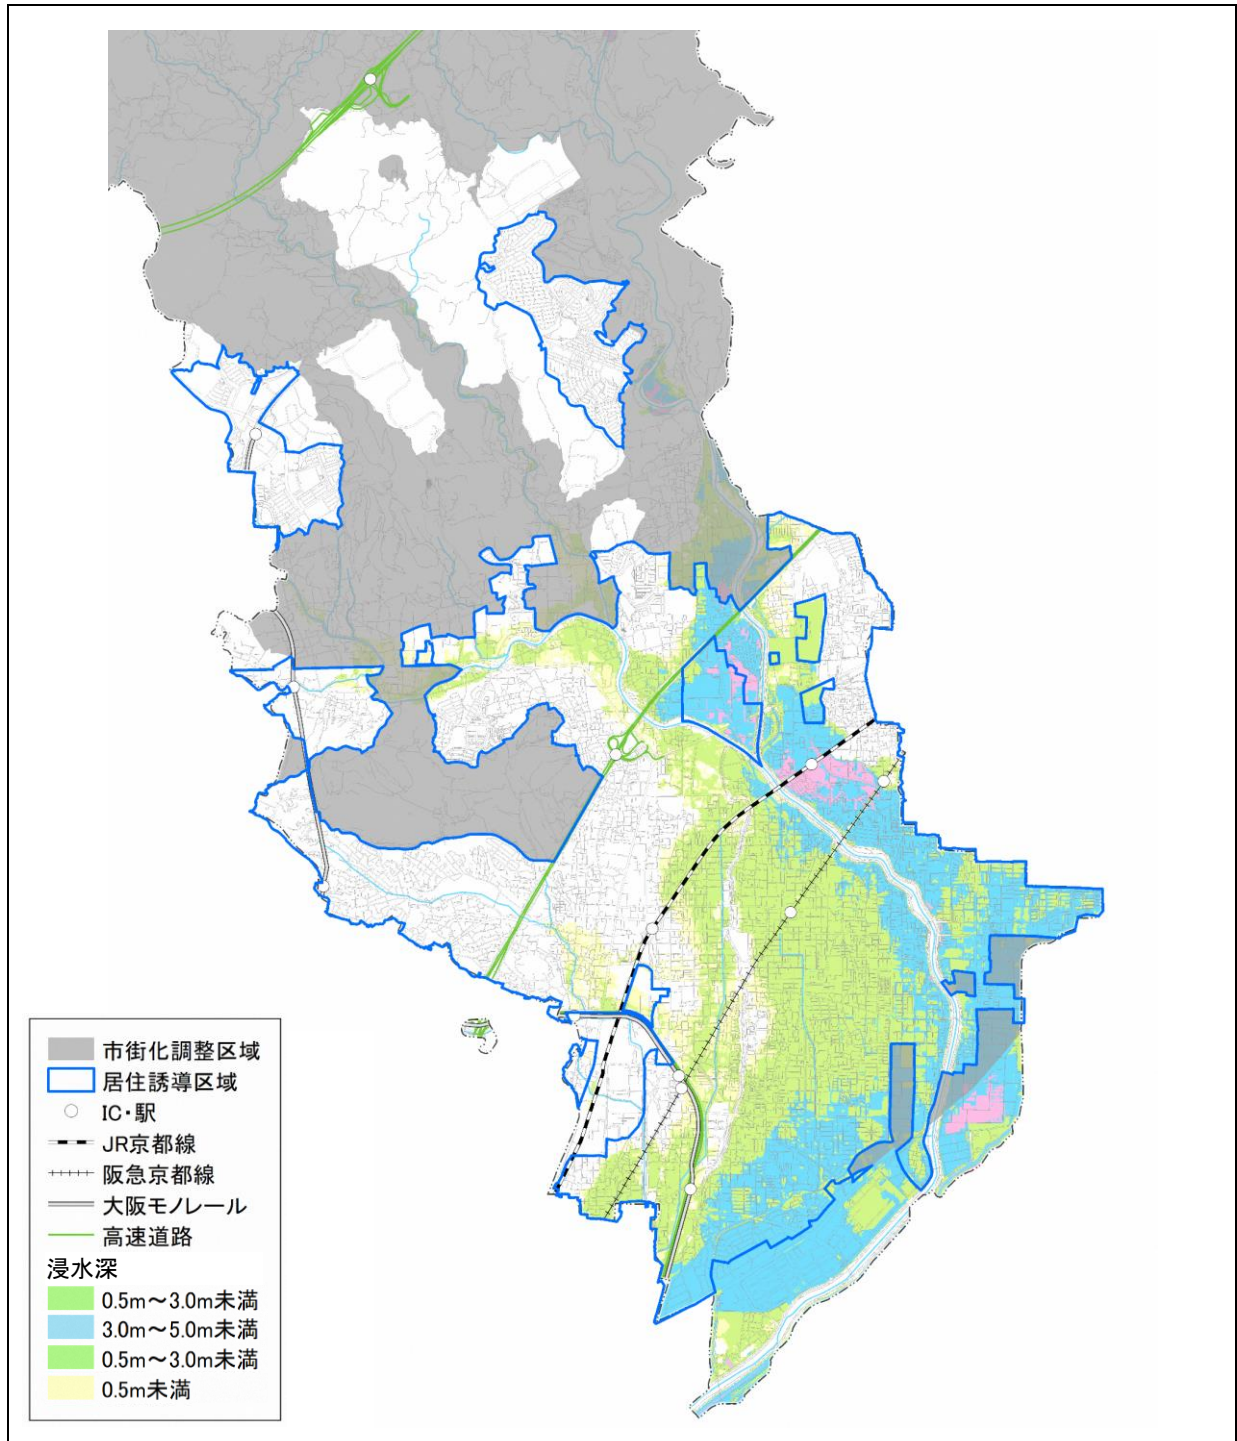 市街化調整区域
居住誘導区域
IC・駅
JR京都線
阪急京都線
大阪モノレール
高速道路
浸水深
0.5m～3.0m未満
3.0m～5.0m未満
0.5m～3.0m未満
0.5m未満